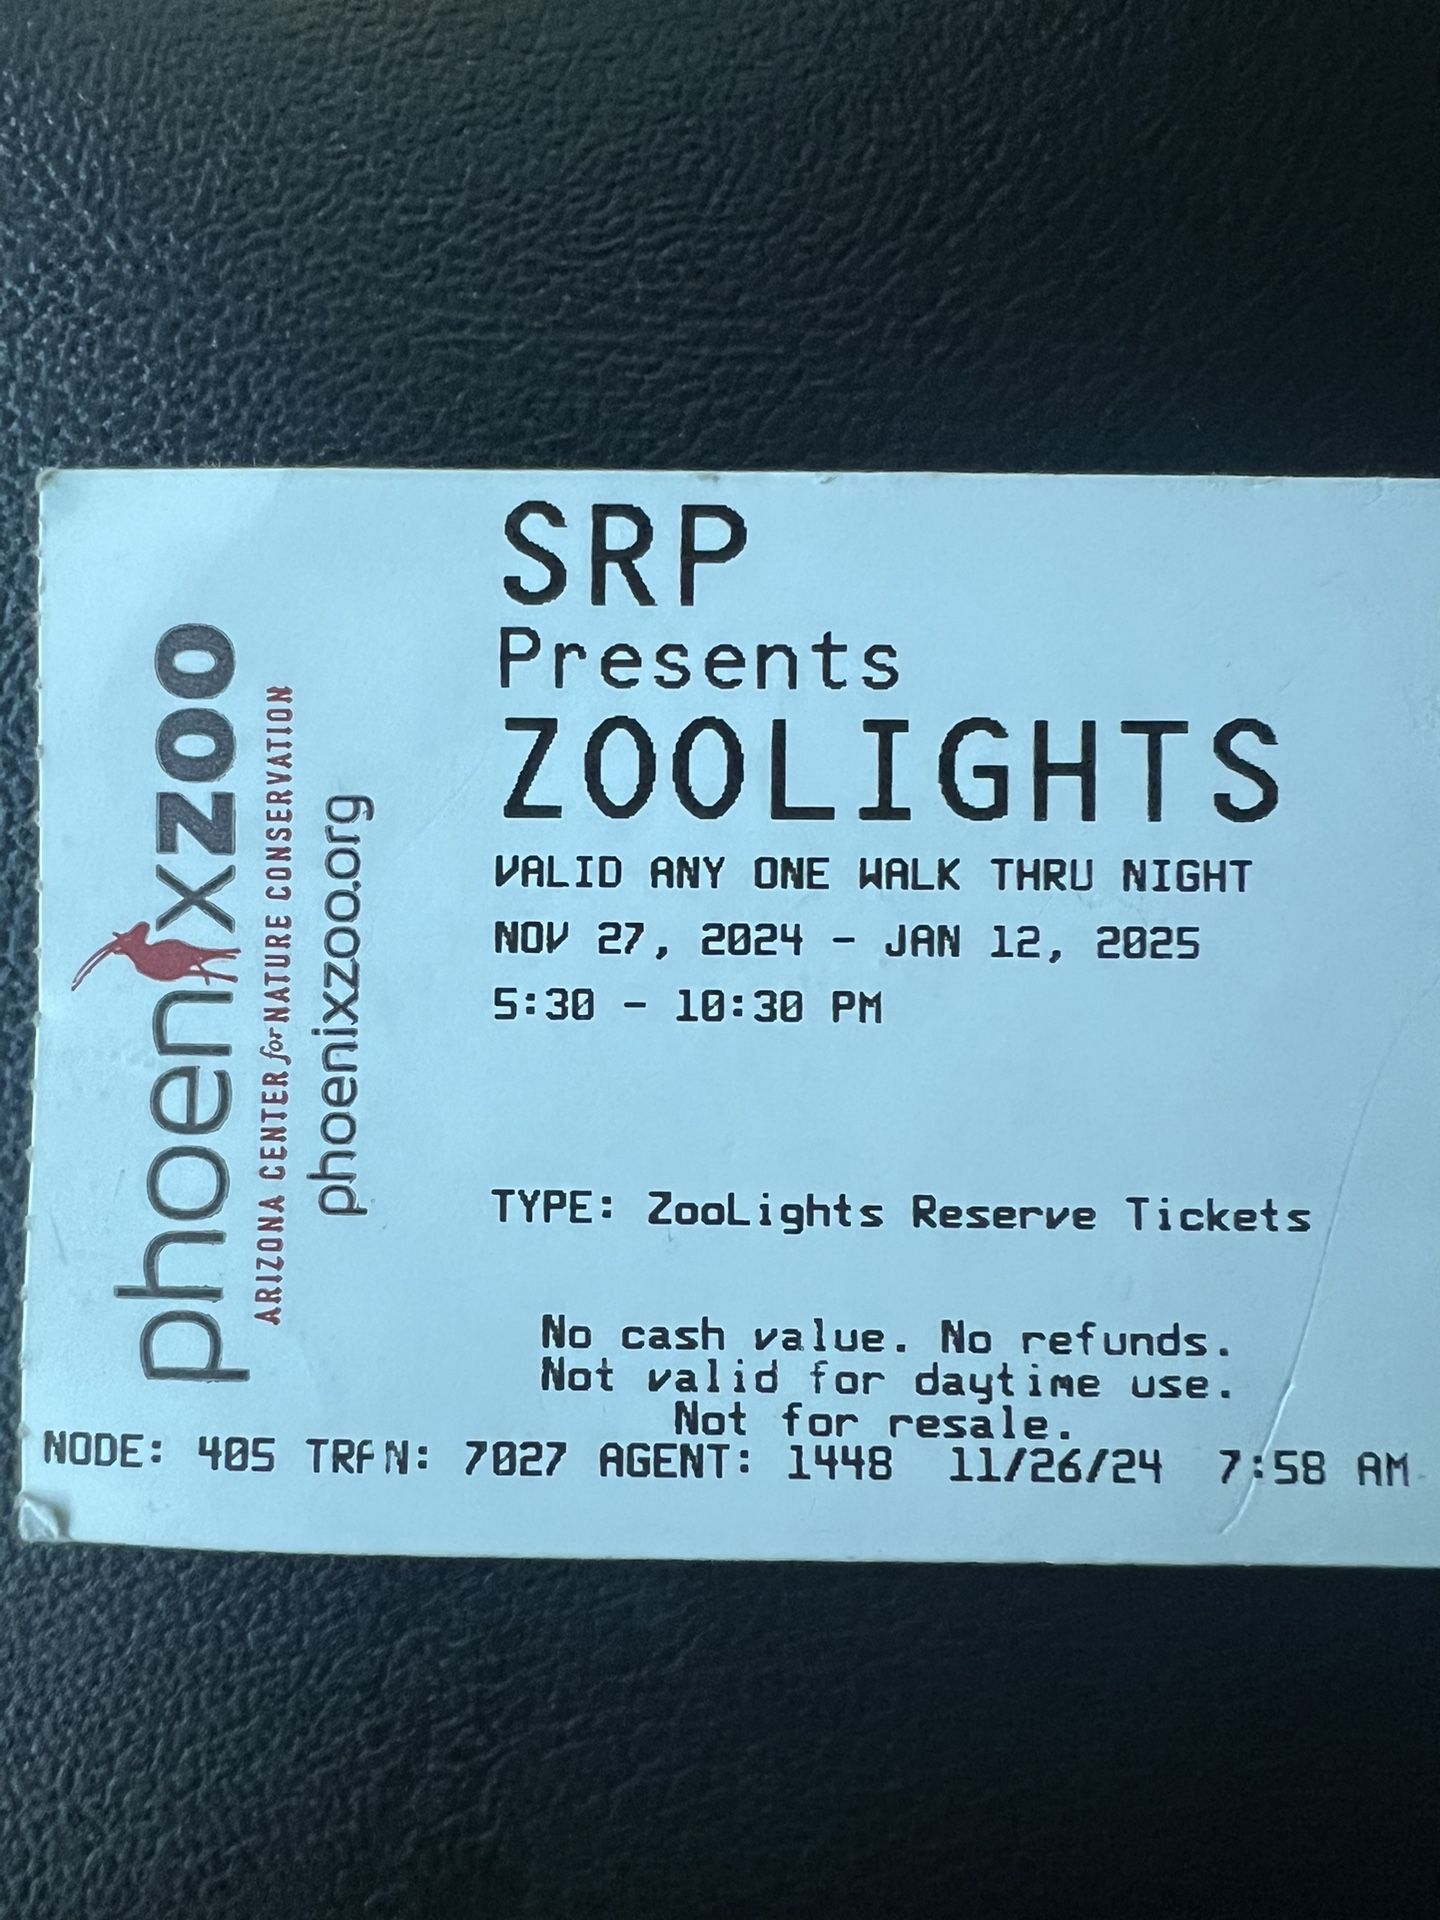 phoenixzoo
ARIZONA CENTER for NATURE CONSERVATION
phoenixzoo.org
SRP
Presents
ZOOLIGHTS
VALID ANY ONE WALK THRU NIGHT
NOV 27, 2024 - JAN 12, 2025
5:30 - 10:30 PM
TYPE: ZooLights Reserve Tickets
No cash value. No refunds.
Not valid for daytime use.
Not for resale.
NODE: 405 TRAN: 7027 AGENT: 1448 11/26/24 7:58 AM